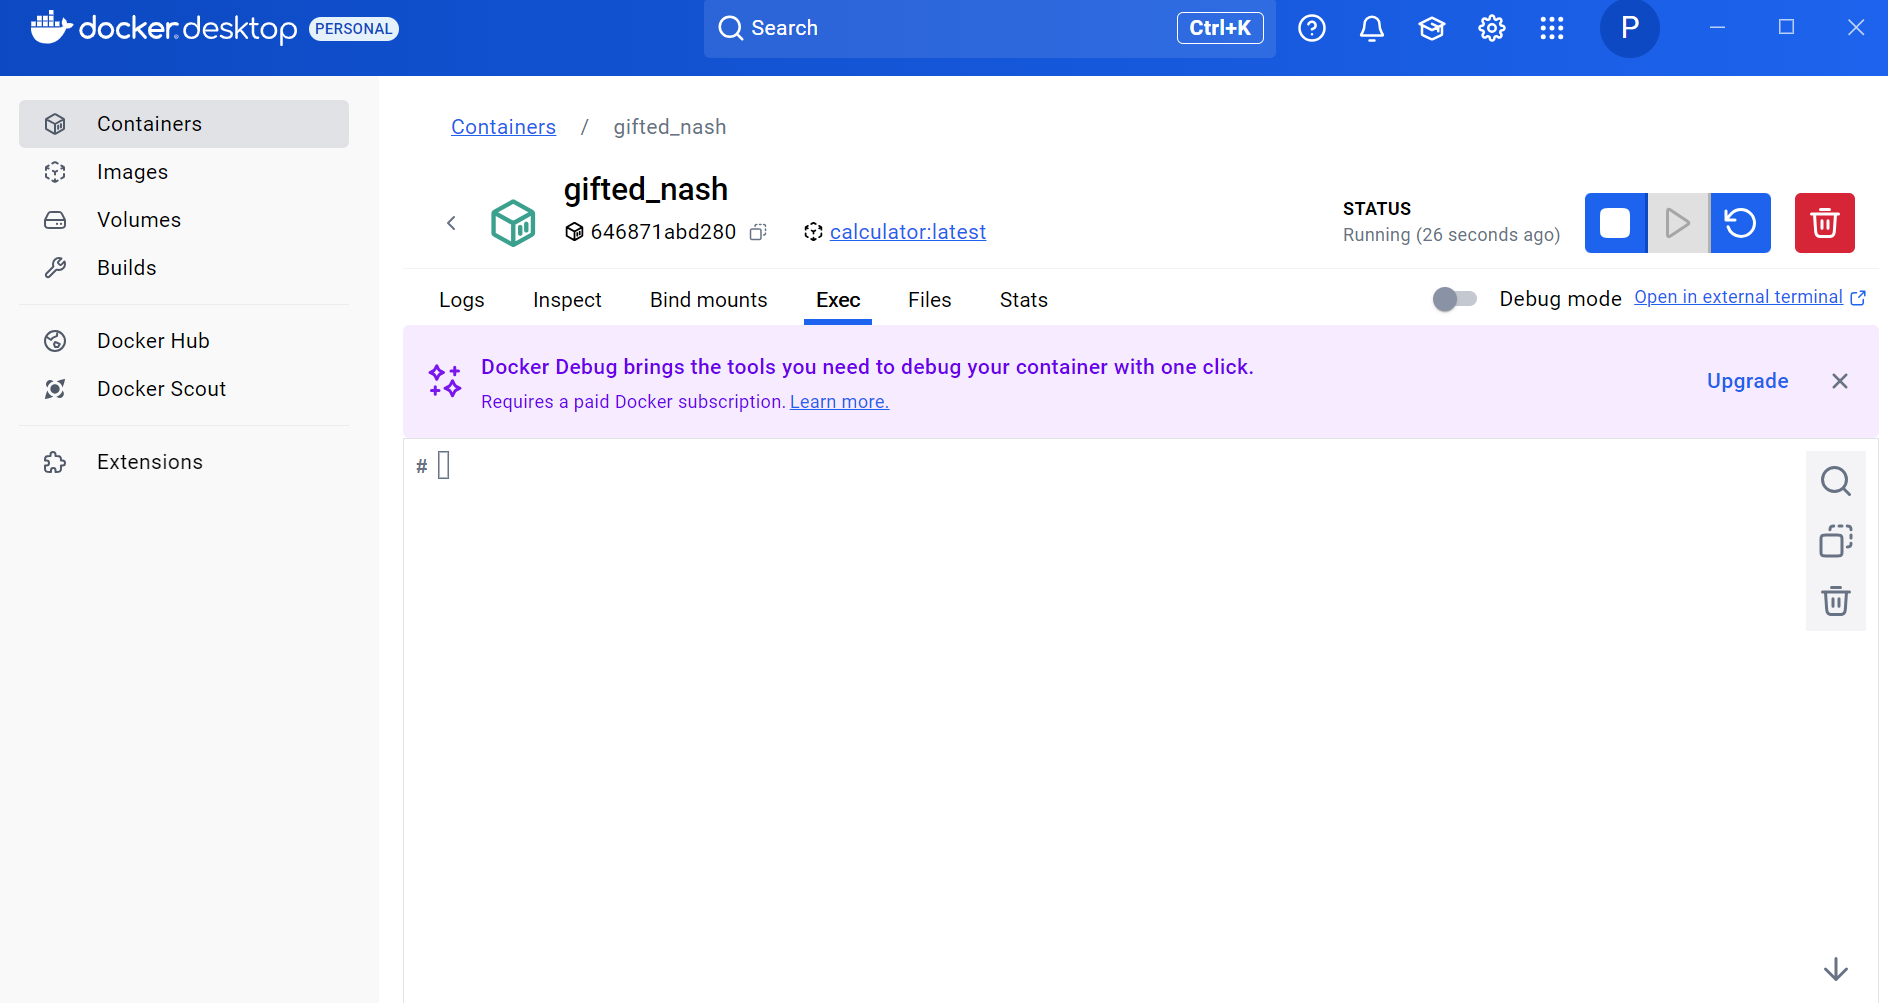 docker.desktop PERSONAL
Search
Ctrl+K
P
Containers
Images
Volumes
Builds
Docker Hub
Docker Scout
Extensions
Containers / gifted_nash
gifted_nash
646871abd280 calculator:latest
STATUS
Running (26 seconds ago)
Logs Inspect Bind mounts Exec Files Stats
Debug mode Open in external terminal
Docker Debug brings the tools you need to debug your container with one click.
Requires a paid Docker subscription. Learn more.
Upgrade
#